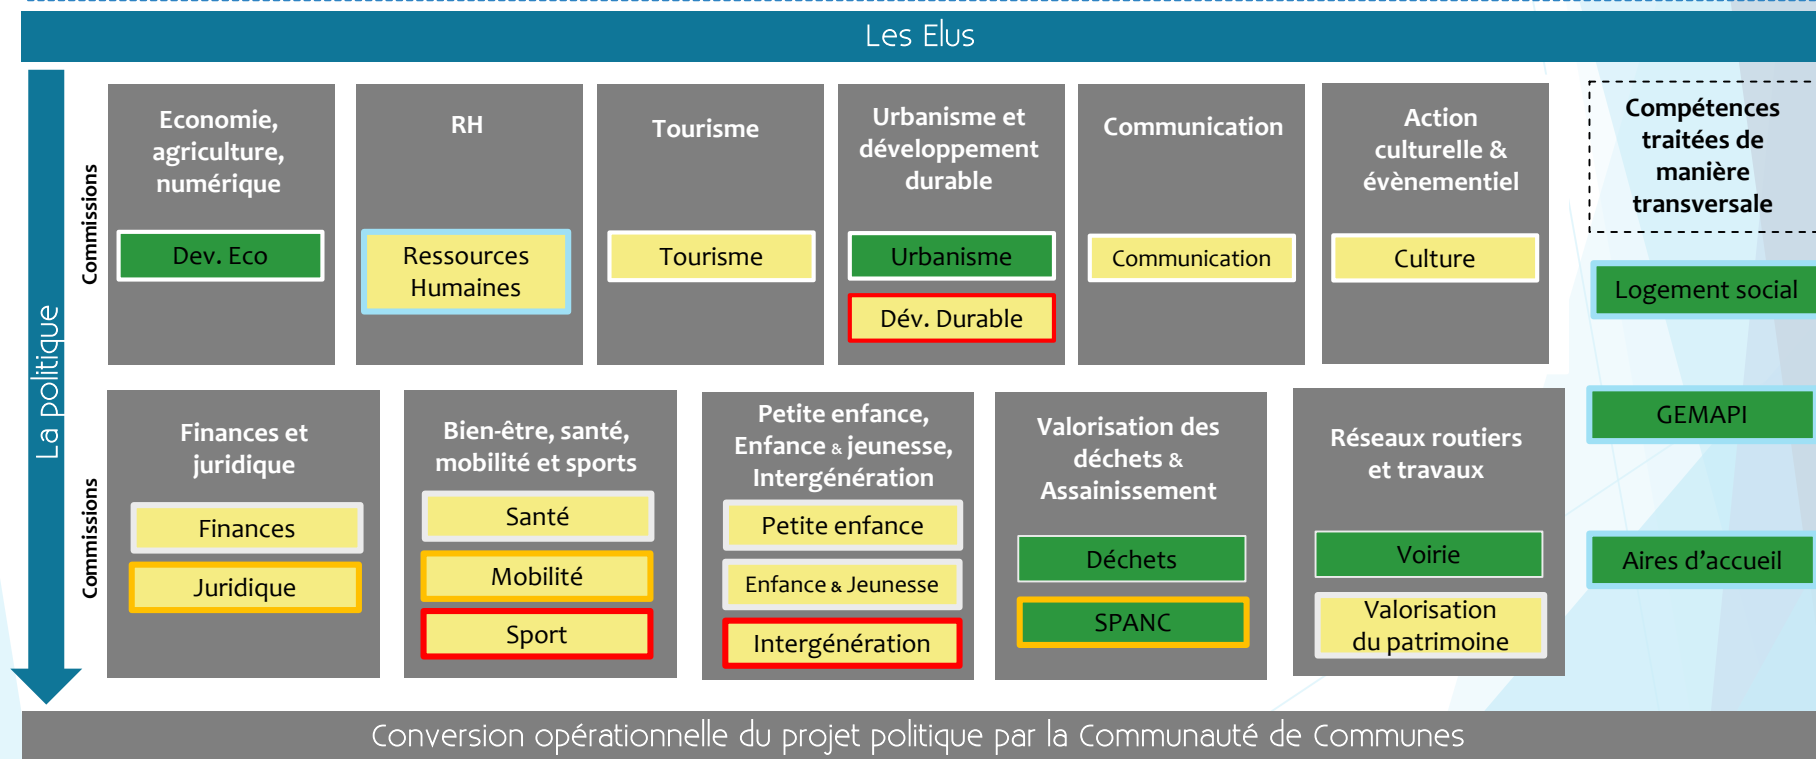 Les Elus
La politique
Commissions
Economie,
agriculture,
numérique
Dev. Eco
RH
Ressources
Humaines
Tourisme
Tourisme
Urbanisme et
développement
durable
Urbanisme
Dév. Durable
Communication
Communication
Action
culturelle &
évènementiel
Culture
Compétences
traitées de
manière
transversale
Logement social
GEMAPI
Aires d'accueil
Commissions
Finances et
juridique
Finances
Juridique
Bien-être, santé,
mobilité et sports
Santé
Mobilité
Sport
Petite enfance,
Enfance & jeunesse,
Intergénération
Petite enfance
Enfance & Jeunesse
Intergénération
Valorisation des
déchets &
Assainissement
Déchets
SPANC
Réseaux routiers
et travaux
Voirie
Valorisation
du patrimoine
Conversion opérationnelle du projet politique par la Communauté de Communes